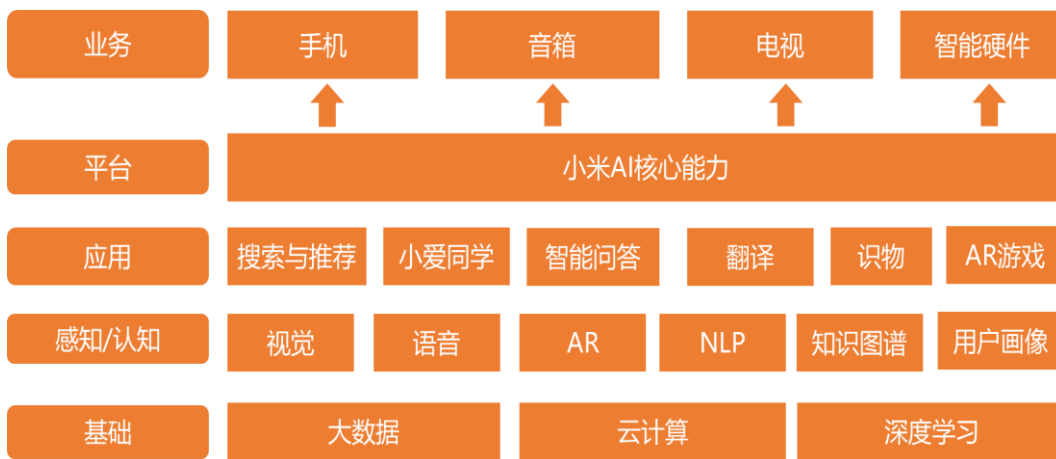 业务 手机 音箱 电视 智能硬件
平台 小米AI核心能力
应用 搜索与推荐 小爱同学 智能问答 翻译 识物 AR游戏
感知/认知 视觉 语音 AR NLP 知识图谱 用户画像
基础 大数据 云计算 深度学习